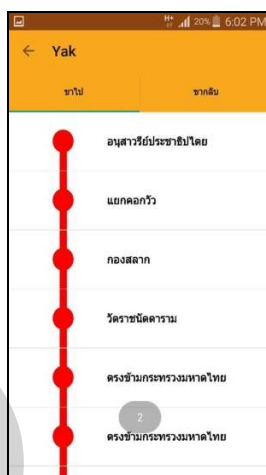 H+ 20% 6:02 PM
← Yak
ขาไป ขากลับ
อนุสาวรีย์ประชาธิปไตย
แยกคอกวัว
กองสลาก
วัดราชนัดดาราม
ตรงข้ามกระทรวงมหาดไทย
2
ตรงข้ามกระทรวงมหาดไทย